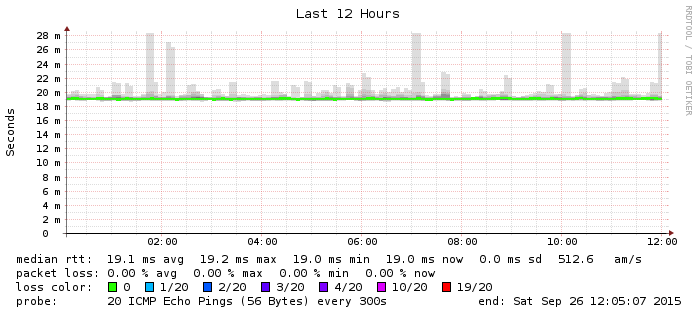 Last 12 Hours
RRDTOOL / TOBI OETIKER
Seconds
28 m
26 m
24 m
22 m
20 m
18 m
16 m
14 m
12 m
10 m
8 m
6 m
4 m
2 m
0
02:00 04:00 06:00 08:00 10:00 12:00
median rtt: 19.1 ms avg 19.2 ms max 19.0 ms min 19.0 ms now 0.0 ms sd 512.6 am/s
packet loss: 0.00 % avg 0.00 % max 0.00 % min 0.00 % now
loss color: 0 1/20 2/20 3/20 4/20 10/20 19/20
probe: 20 ICMP Echo Pings (56 Bytes) every 300s end: Sat Sep 26 12:05:07 2015